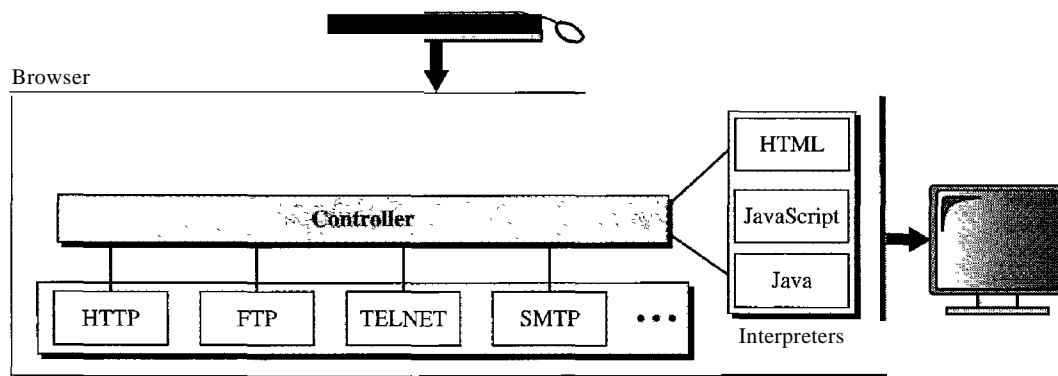 Browser
HTML
Controller
JavaScript
Java
HTTP
FTP
TELNET
SMTP
Interpreters